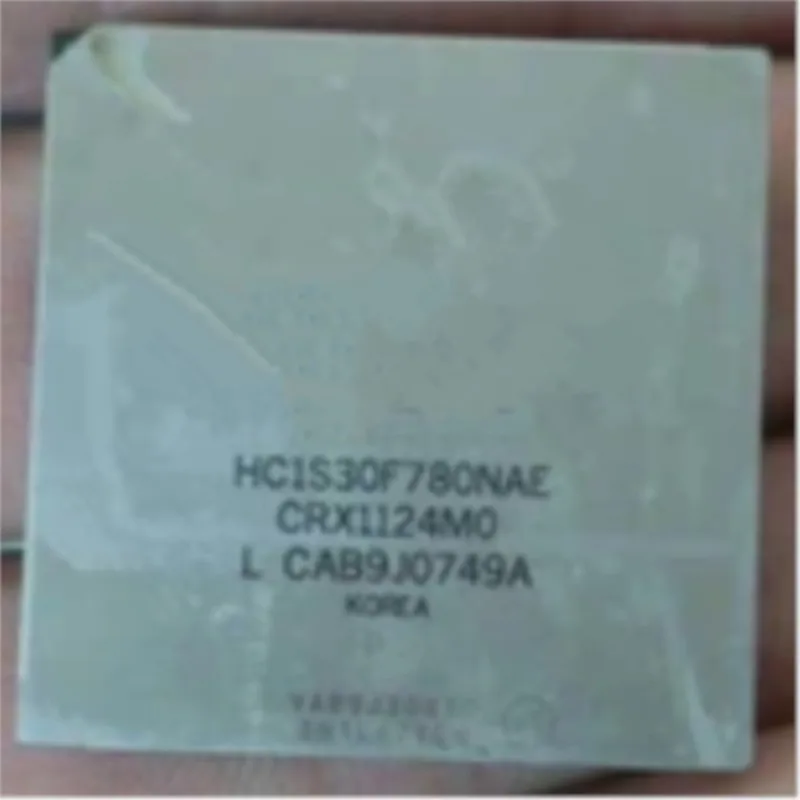 HC1S30F780NAE
CRX1124M0
L CAB9J0749A
KOREA